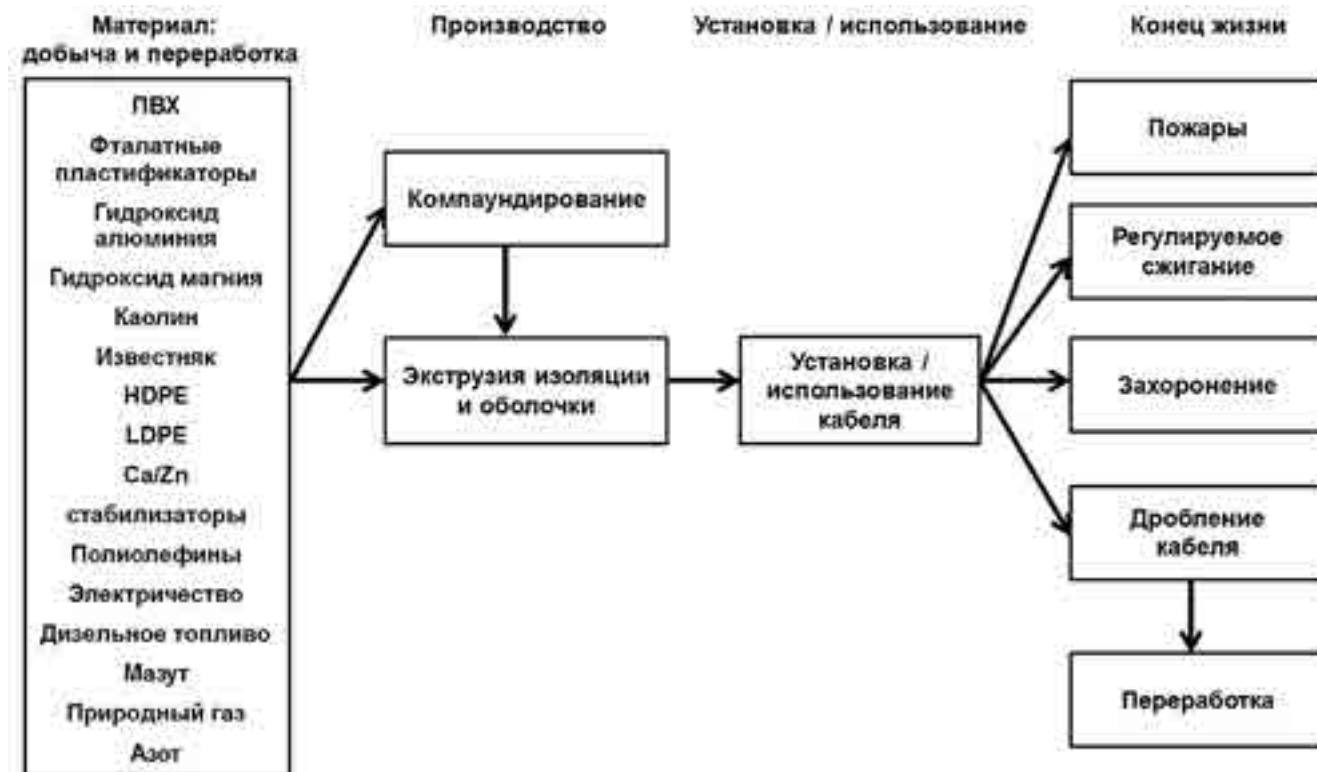 Материал:
добыча и переработка
Производство
Установка / использование
Конец жизни
ПВХ
Фталатные
пластификаторы
Гидроксид
алюминия
Гидроксид магния
Каолин
Известняк
HDPE
LDPE
Ca/Zn
стабилизаторы
Полиолефины
Электричество
Дизельное топливо
Мазут
Природный газ
Азот
Компаундирование
Экструзия изоляции
и оболочки
Установка /
использование
кабеля
Пожары
Регулируемое
сжигание
Захоронение
Дробление
кабеля
Переработка